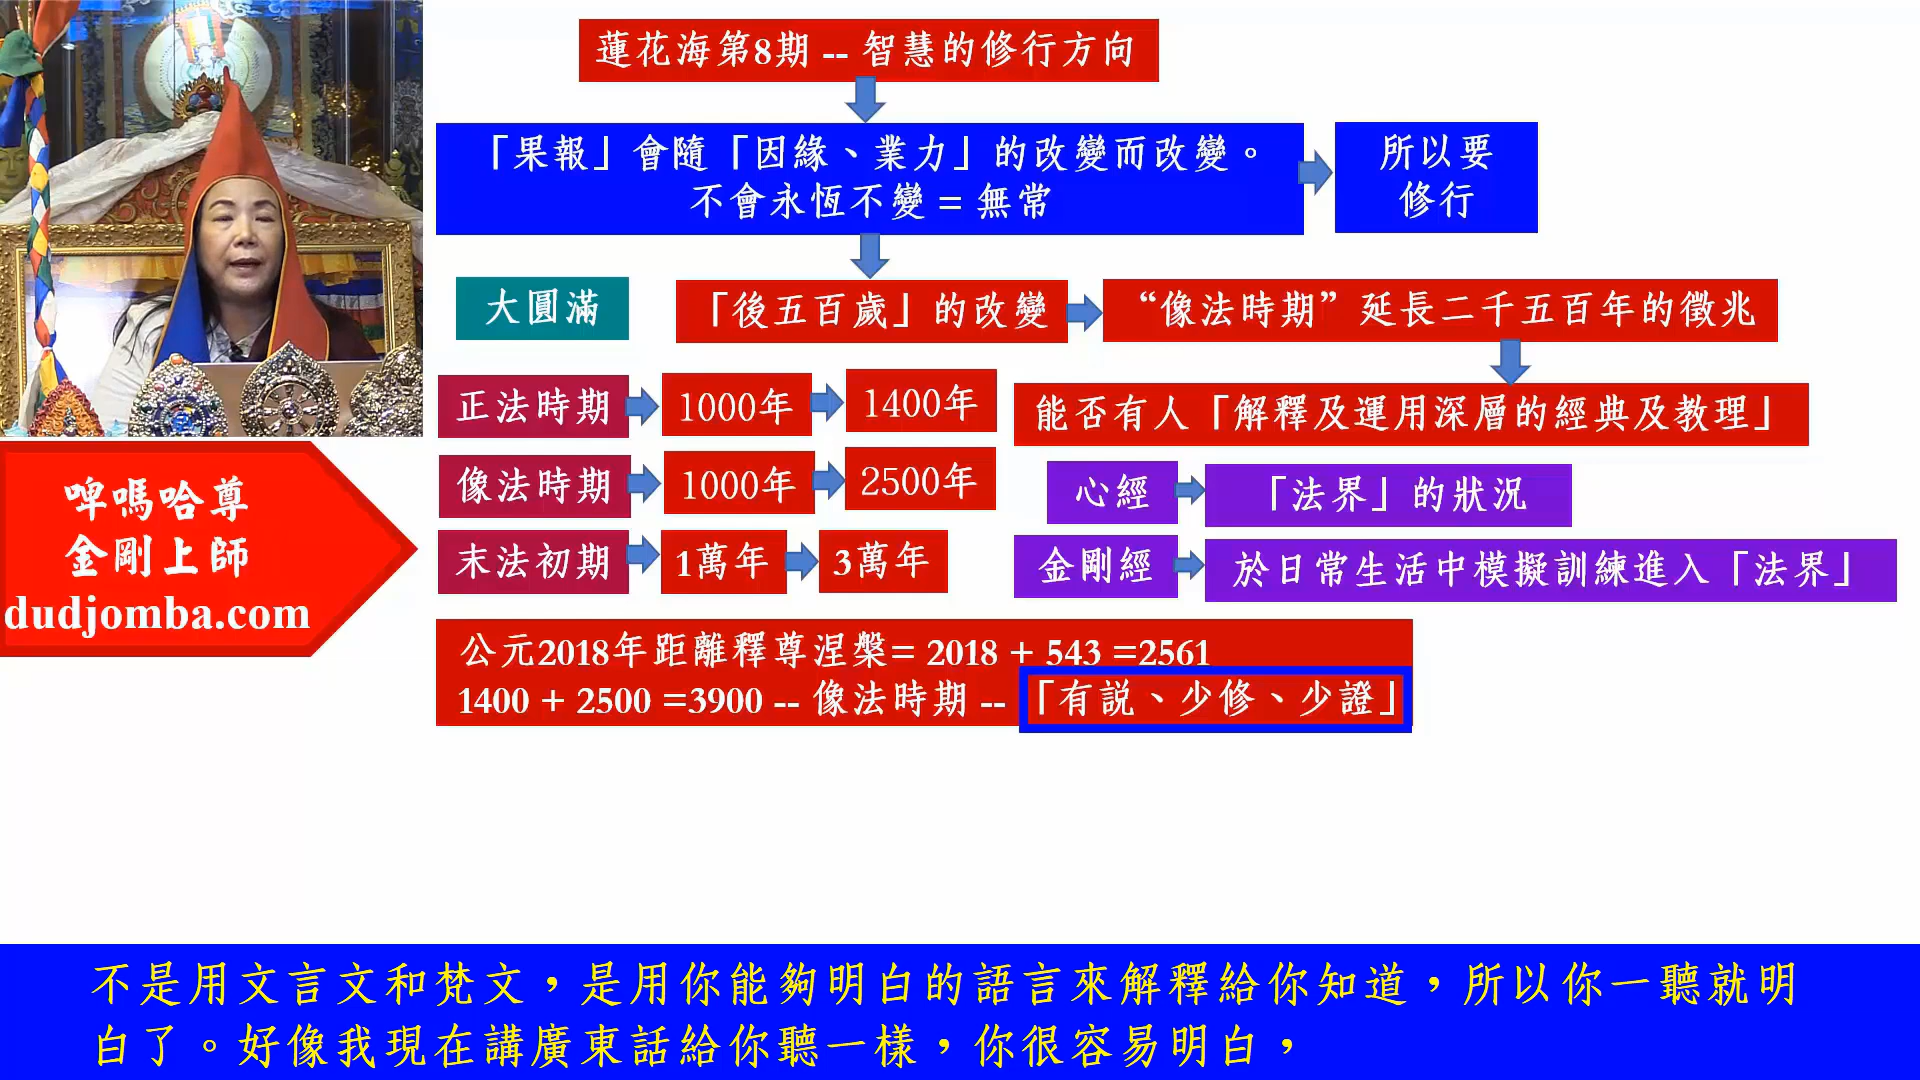 蓮花海第8期 -- 智慧的修行方向
「果報」會隨「因緣、業力」的改變而改變。
不會永恆不變 = 無常
所以要
修行
大圓滿
「後五百歲」的改變
“像法時期”延長二千五百年的徵兆
正法時期
1000年
1400年
能否有人「解釋及運用深層的經典及教理」
像法時期
1000年
2500年
心經
「法界」的狀況
末法初期
1萬年
3萬年
金剛經
於日常生活中模擬訓練進入「法界」
啤嗎哈尊
金剛上師
dudjomba.com
公元2018年距離釋尊涅槃= 2018 + 543 =2561
1400 + 2500 =3900 -- 像法時期 -- 「有説、少修、少證」
不是用文言文和梵文，是用你能夠明白的語言來解釋給你知道，所以你一聽就明
白了。好像我現在講廣東話給你聽一樣，你很容易明白，